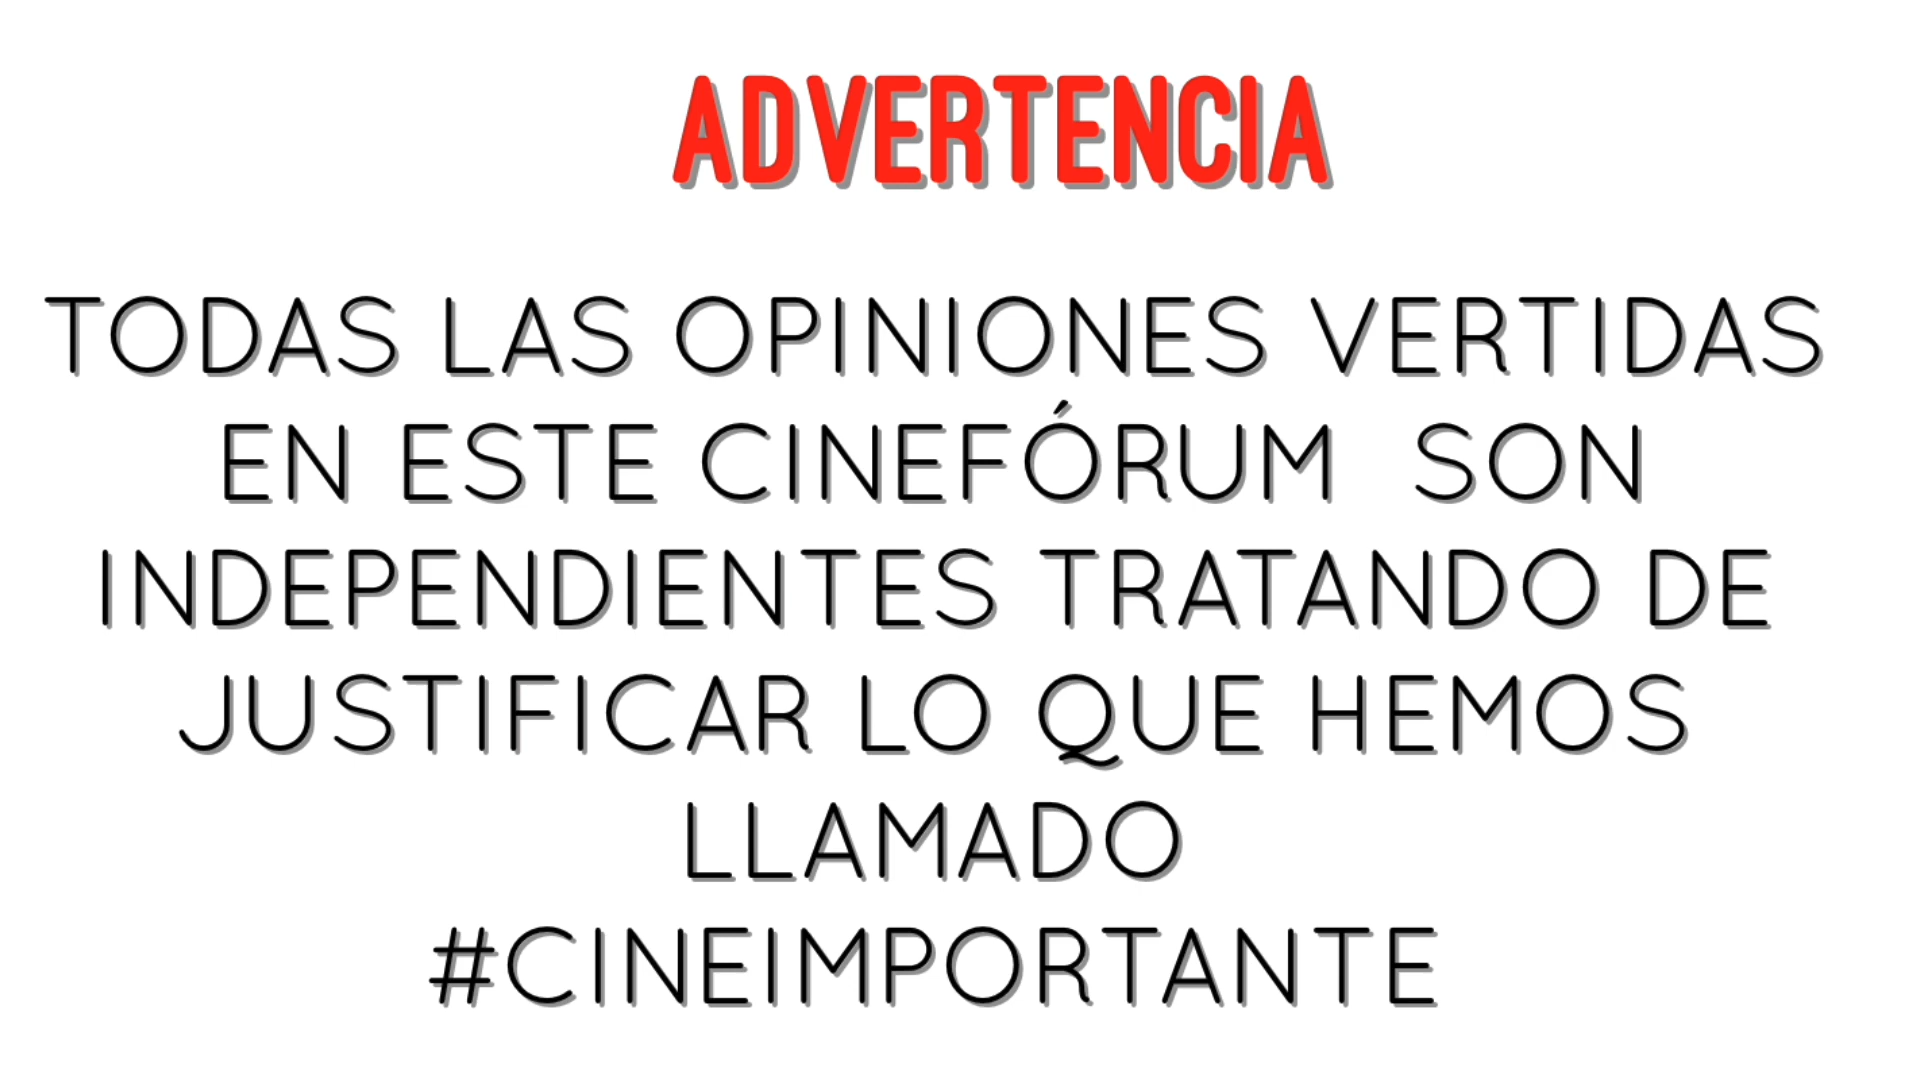 ADVERTENCIA
TODAS LAS OPINIONES VERTIDAS
EN ESTE CINEFÓRUM SON
INDEPENDIENTES TRATANDO DE
JUSTIFICAR LO QUE HEMOS
LLAMADO
#CINEIMPORTANTE